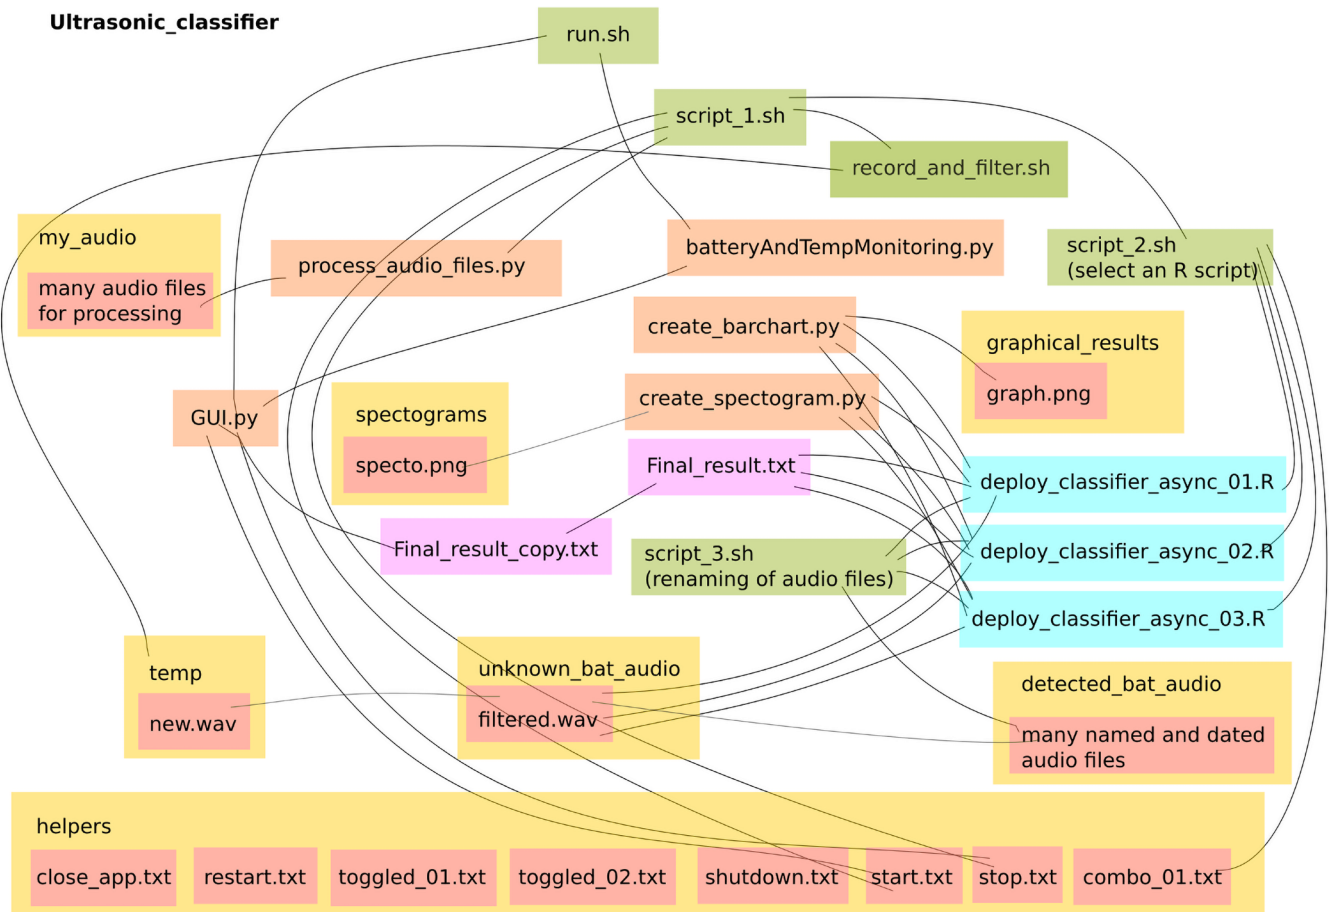 Ultrasonic_classifier
run.sh
script_1.sh
record_and_filter.sh
my_audio
many audio files
for processing
process_audio_files.py
batteryAndTempMonitoring.py
script_2.sh
(select an R script)
create_barchart.py
graphical_results
graph.png
GUI.py
spectograms
specto.png
create_spectogram.py
Final_result.txt
deploy_classifier_async_01.R
Final_result_copy.txt
script_3.sh
(renaming of audio files)
deploy_classifier_async_02.R
deploy_classifier_async_03.R
temp
new.wav
unknown_bat_audio
filtered.wav
detected_bat_audio
many named and dated
audio files
helpers
close_app.txt
restart.txt
toggled_01.txt
toggled_02.txt
shutdown.txt
start.txt
stop.txt
combo_01.txt